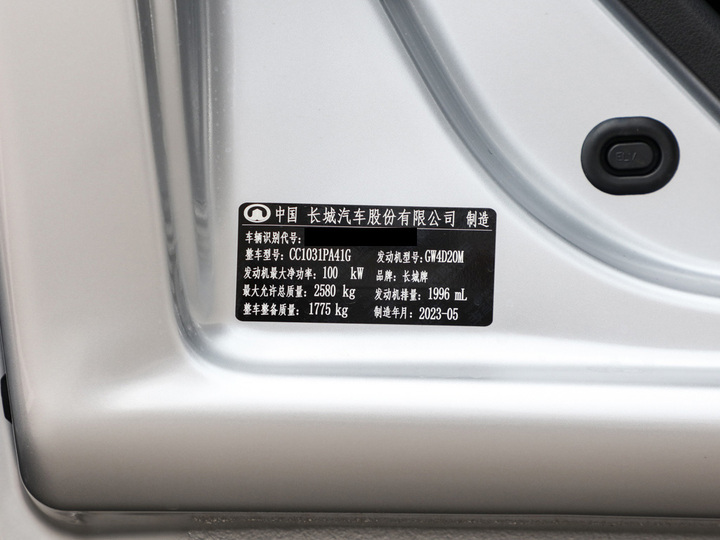 中国 长城汽车股份有限公司 制造
车辆识别代号:
整车型号: CC1031PA41G 发动机型号: GW4D20M
发动机最大净功率: 100 kW 品牌: 长城牌
最大允许总质量: 2580 kg 发动机排量: 1996 mL
整车整备质量: 1775 kg 制造年月: 2023-05